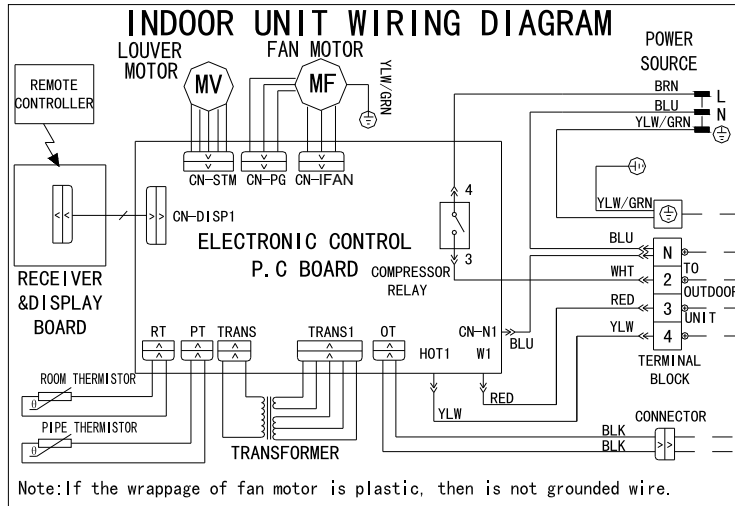 INDOOR UNIT WIRING DIAGRAM
LOUVER
MOTOR
FAN MOTOR
POWER
SOURCE
REMOTE
CONTROLLER
MV
MF
YLW/GRN
BRN
L
BLU
N
YLW/GRN
CN-STM
CN-PG
CN-IFAN
4
YLW/GRN
CN-DISP1
ELECTRONIC CONTROL
P.C BOARD
3
COMPRESSOR
RELAY
BLU
N
WHT
2
TO
OUTDOOR
RED
3
UNIT
YLW
4
TERMINAL
BLOCK
RECEIVER
&DISPLAY
BOARD
RT
PT
TRANS
TRANS1
OT
CN-N1
BLU
HOT1
W1
ROOM THERMISTOR
θ
RED
YLW
PIPE THERMISTOR
θ
TRANSFORMER
CONNECTOR
BLK
BLK
Note:If the wrappage of fan motor is plastic, then is not grounded wire.